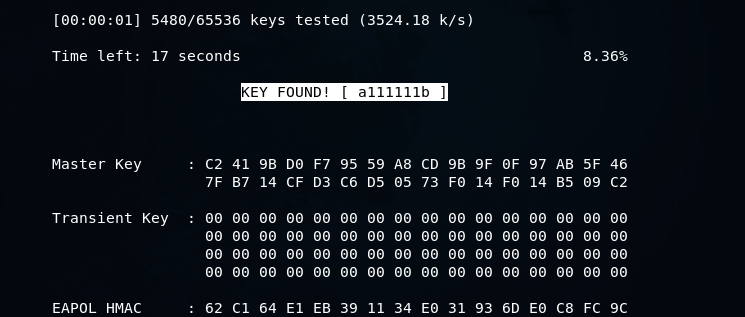 [00:00:01] 5480/65536 keys tested (3524.18 k/s)
Time left: 17 seconds 8.36%
KEY FOUND! [ a111111b ]
Master Key : C2 41 9B D0 F7 95 59 A8 CD 9B 9F 0F 97 AB 5F 46
7F B7 14 CF D3 C6 D5 05 73 F0 14 F0 14 B5 09 C2
Transient Key : 00 00 00 00 00 00 00 00 00 00 00 00 00 00 00 00
00 00 00 00 00 00 00 00 00 00 00 00 00 00 00 00
00 00 00 00 00 00 00 00 00 00 00 00 00 00 00 00
00 00 00 00 00 00 00 00 00 00 00 00 00 00 00 00
EAPOL HMAC : 62 C1 64 E1 EB 39 11 34 E0 31 93 6D E0 C8 FC 9C